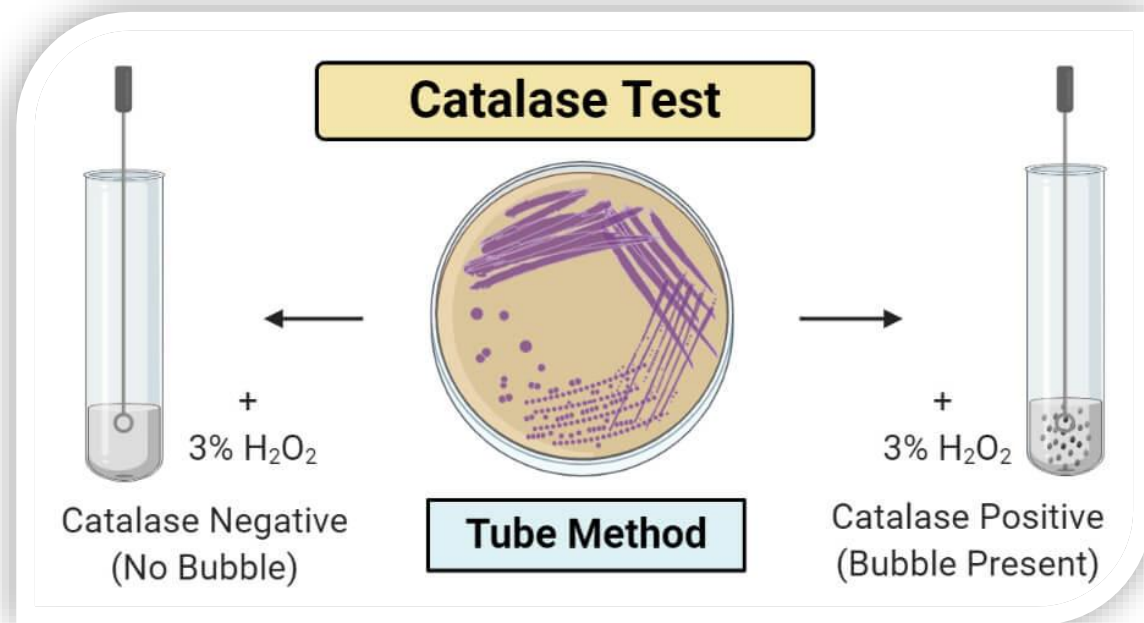 Catalase Test
+
3% H₂O₂
Catalase Negative
(No Bubble)
Tube Method
+
3% H₂O₂
Catalase Positive
(Bubble Present)